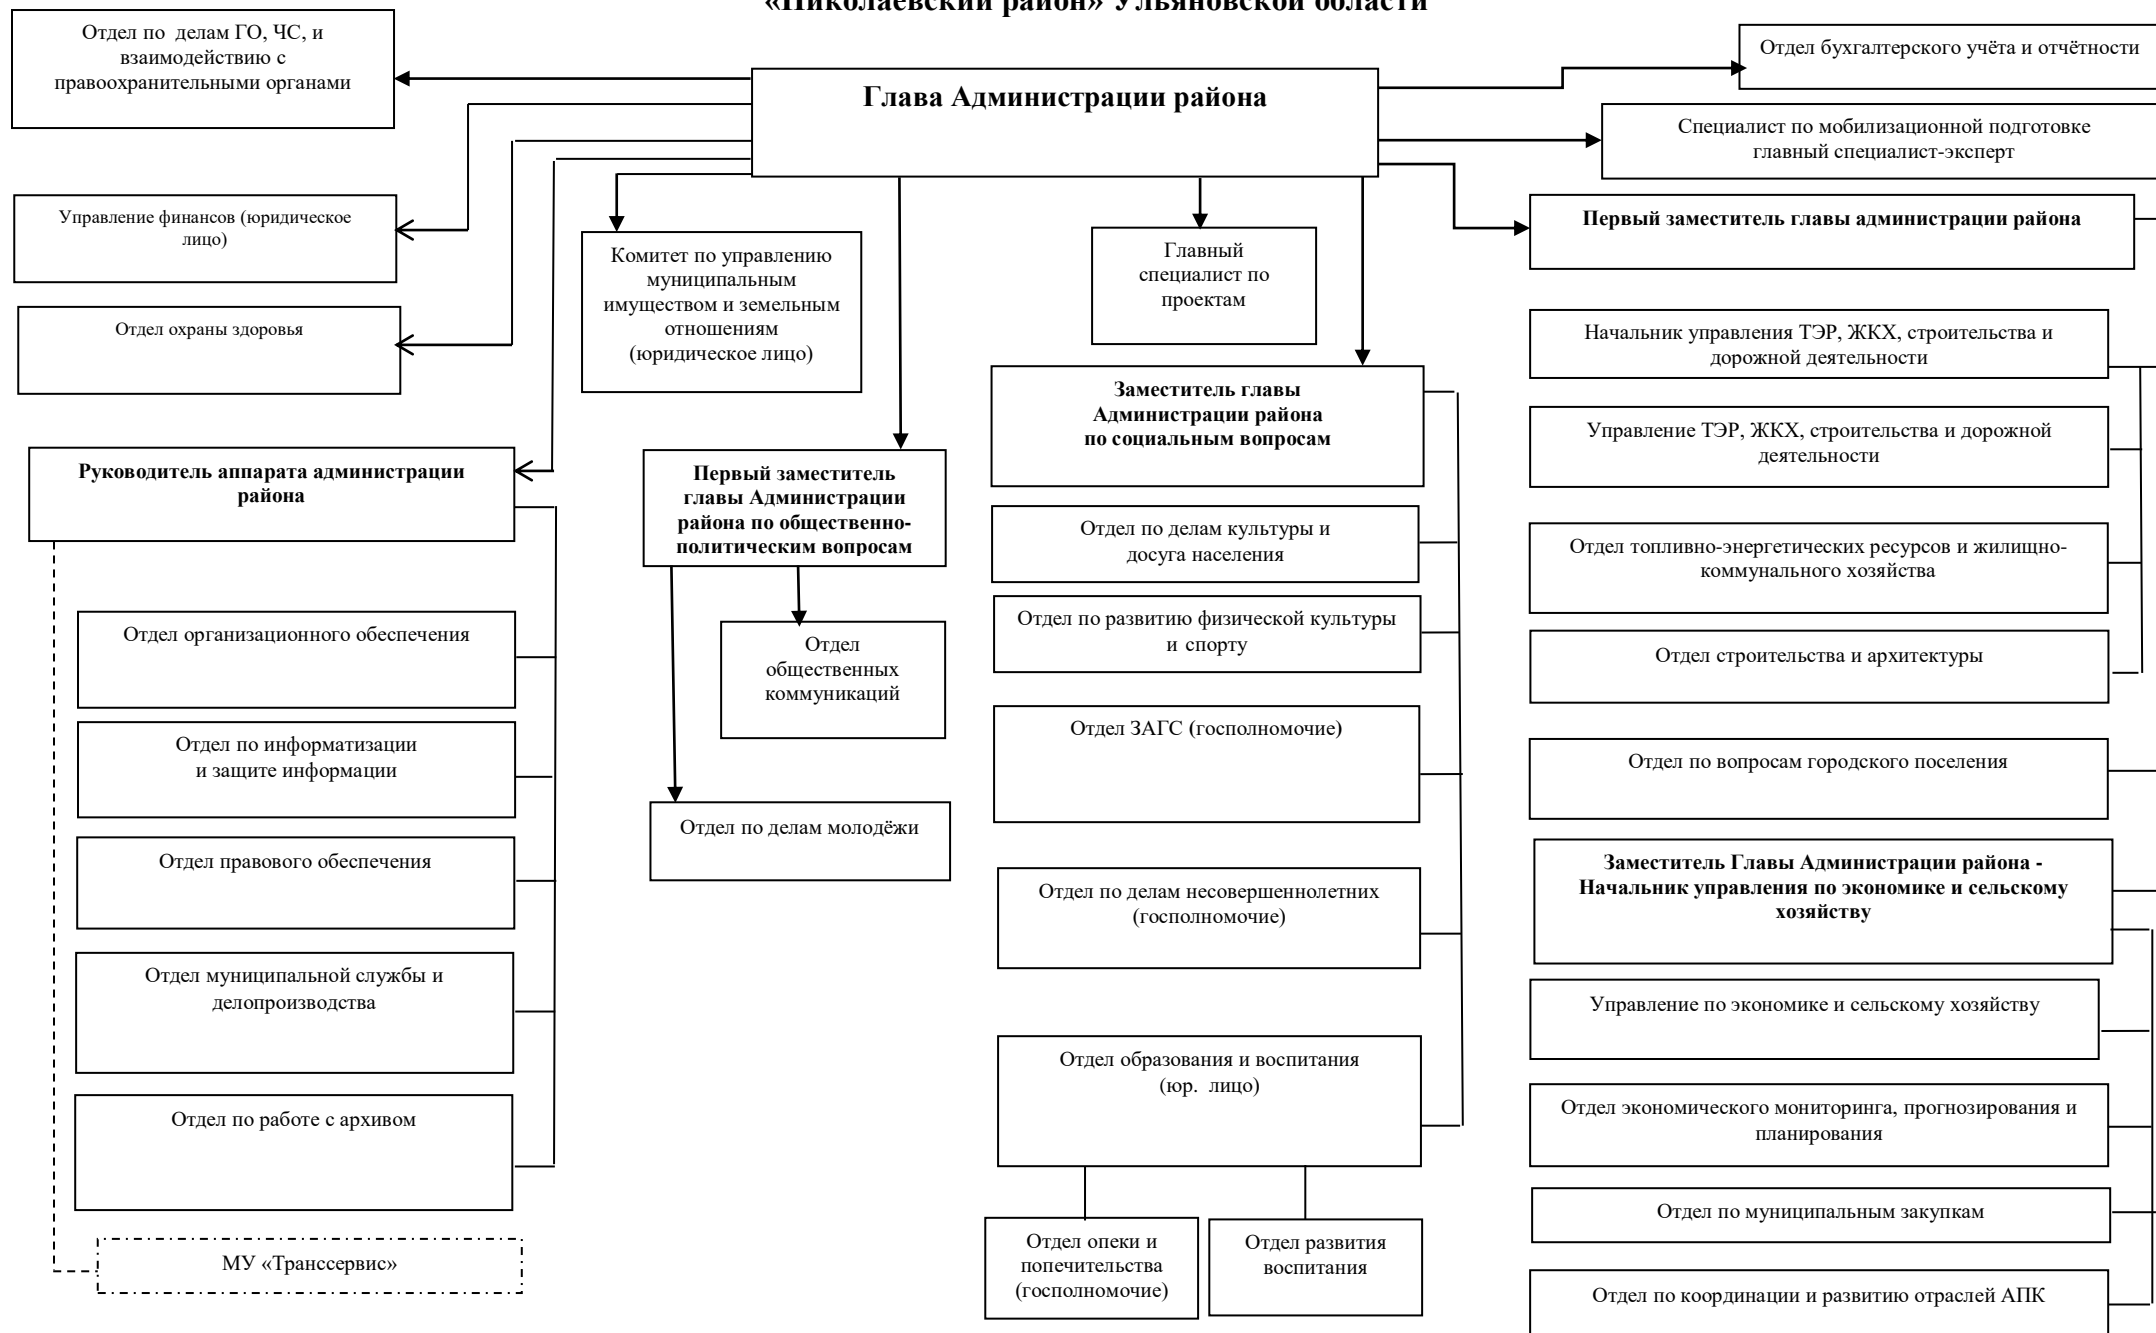 «Николаевский район» Ульяновской области
Отдел по делам ГО, ЧС, и
взаимодействию с
правоохранительными органами
Глава Администрации района
Отдел бухгалтерского учёта и отчётности
Специалист по мобилизационной подготовке
главный специалист-эксперт
Управление финансов (юридическое
лицо)
Комитет по управлению
муниципальным
имуществом и земельным
отношениям
(юридическое лицо)
Главный
специалист по
проектам
Первый заместитель главы администрации района
Отдел охраны здоровья
Начальник управления ТЭР, ЖКХ, строительства и
дорожной деятельности
Заместитель главы
Администрации района
по социальным вопросам
Управление ТЭР, ЖКХ, строительства и дорожной
деятельности
Руководитель аппарата администрации
района
Первый заместитель
главы Администрации
района по общественно-
политическим вопросам
Отдел по делам культуры и
досуга населения
Отдел топливно-энергетических ресурсов и жилищно-
коммунального хозяйства
Отдел организационного обеспечения
Отдел
общественных
коммуникаций
Отдел по развитию физической культуры
и спорту
Отдел строительства и архитектуры
Отдел по информатизации
и защите информации
Отдел ЗАГС (госполномочие)
Отдел по вопросам городского поселения
Отдел по делам молодёжи
Отдел правового обеспечения
Отдел по делам несовершеннолетних
(госполномочие)
Заместитель Главы Администрации района -
Начальник управления по экономике и сельскому
хозяйству
Отдел муниципальной службы и
делопроизводства
Управление по экономике и сельскому хозяйству
Отдел образования и воспитания
(юр. лицо)
Отдел по работе с архивом
Отдел экономического мониторинга, прогнозирования и
планирования
Отдел по муниципальным закупкам
МУ «Транссервис»
Отдел опеки и
попечительства
(госполномочие)
Отдел развития
воспитания
Отдел по координации и развитию отраслей АПК